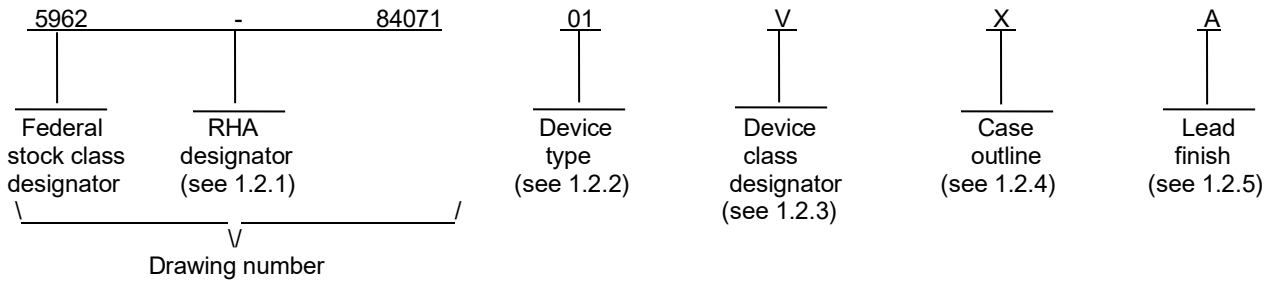 5962 - 84071 01 V X A
Federal RHA Device Device Case Lead
stock class designator type class outline finish
designator (see 1.2.1) (see 1.2.2) designator (see 1.2.4) (see 1.2.5)
(see 1.2.3)
\ /
\/
Drawing number